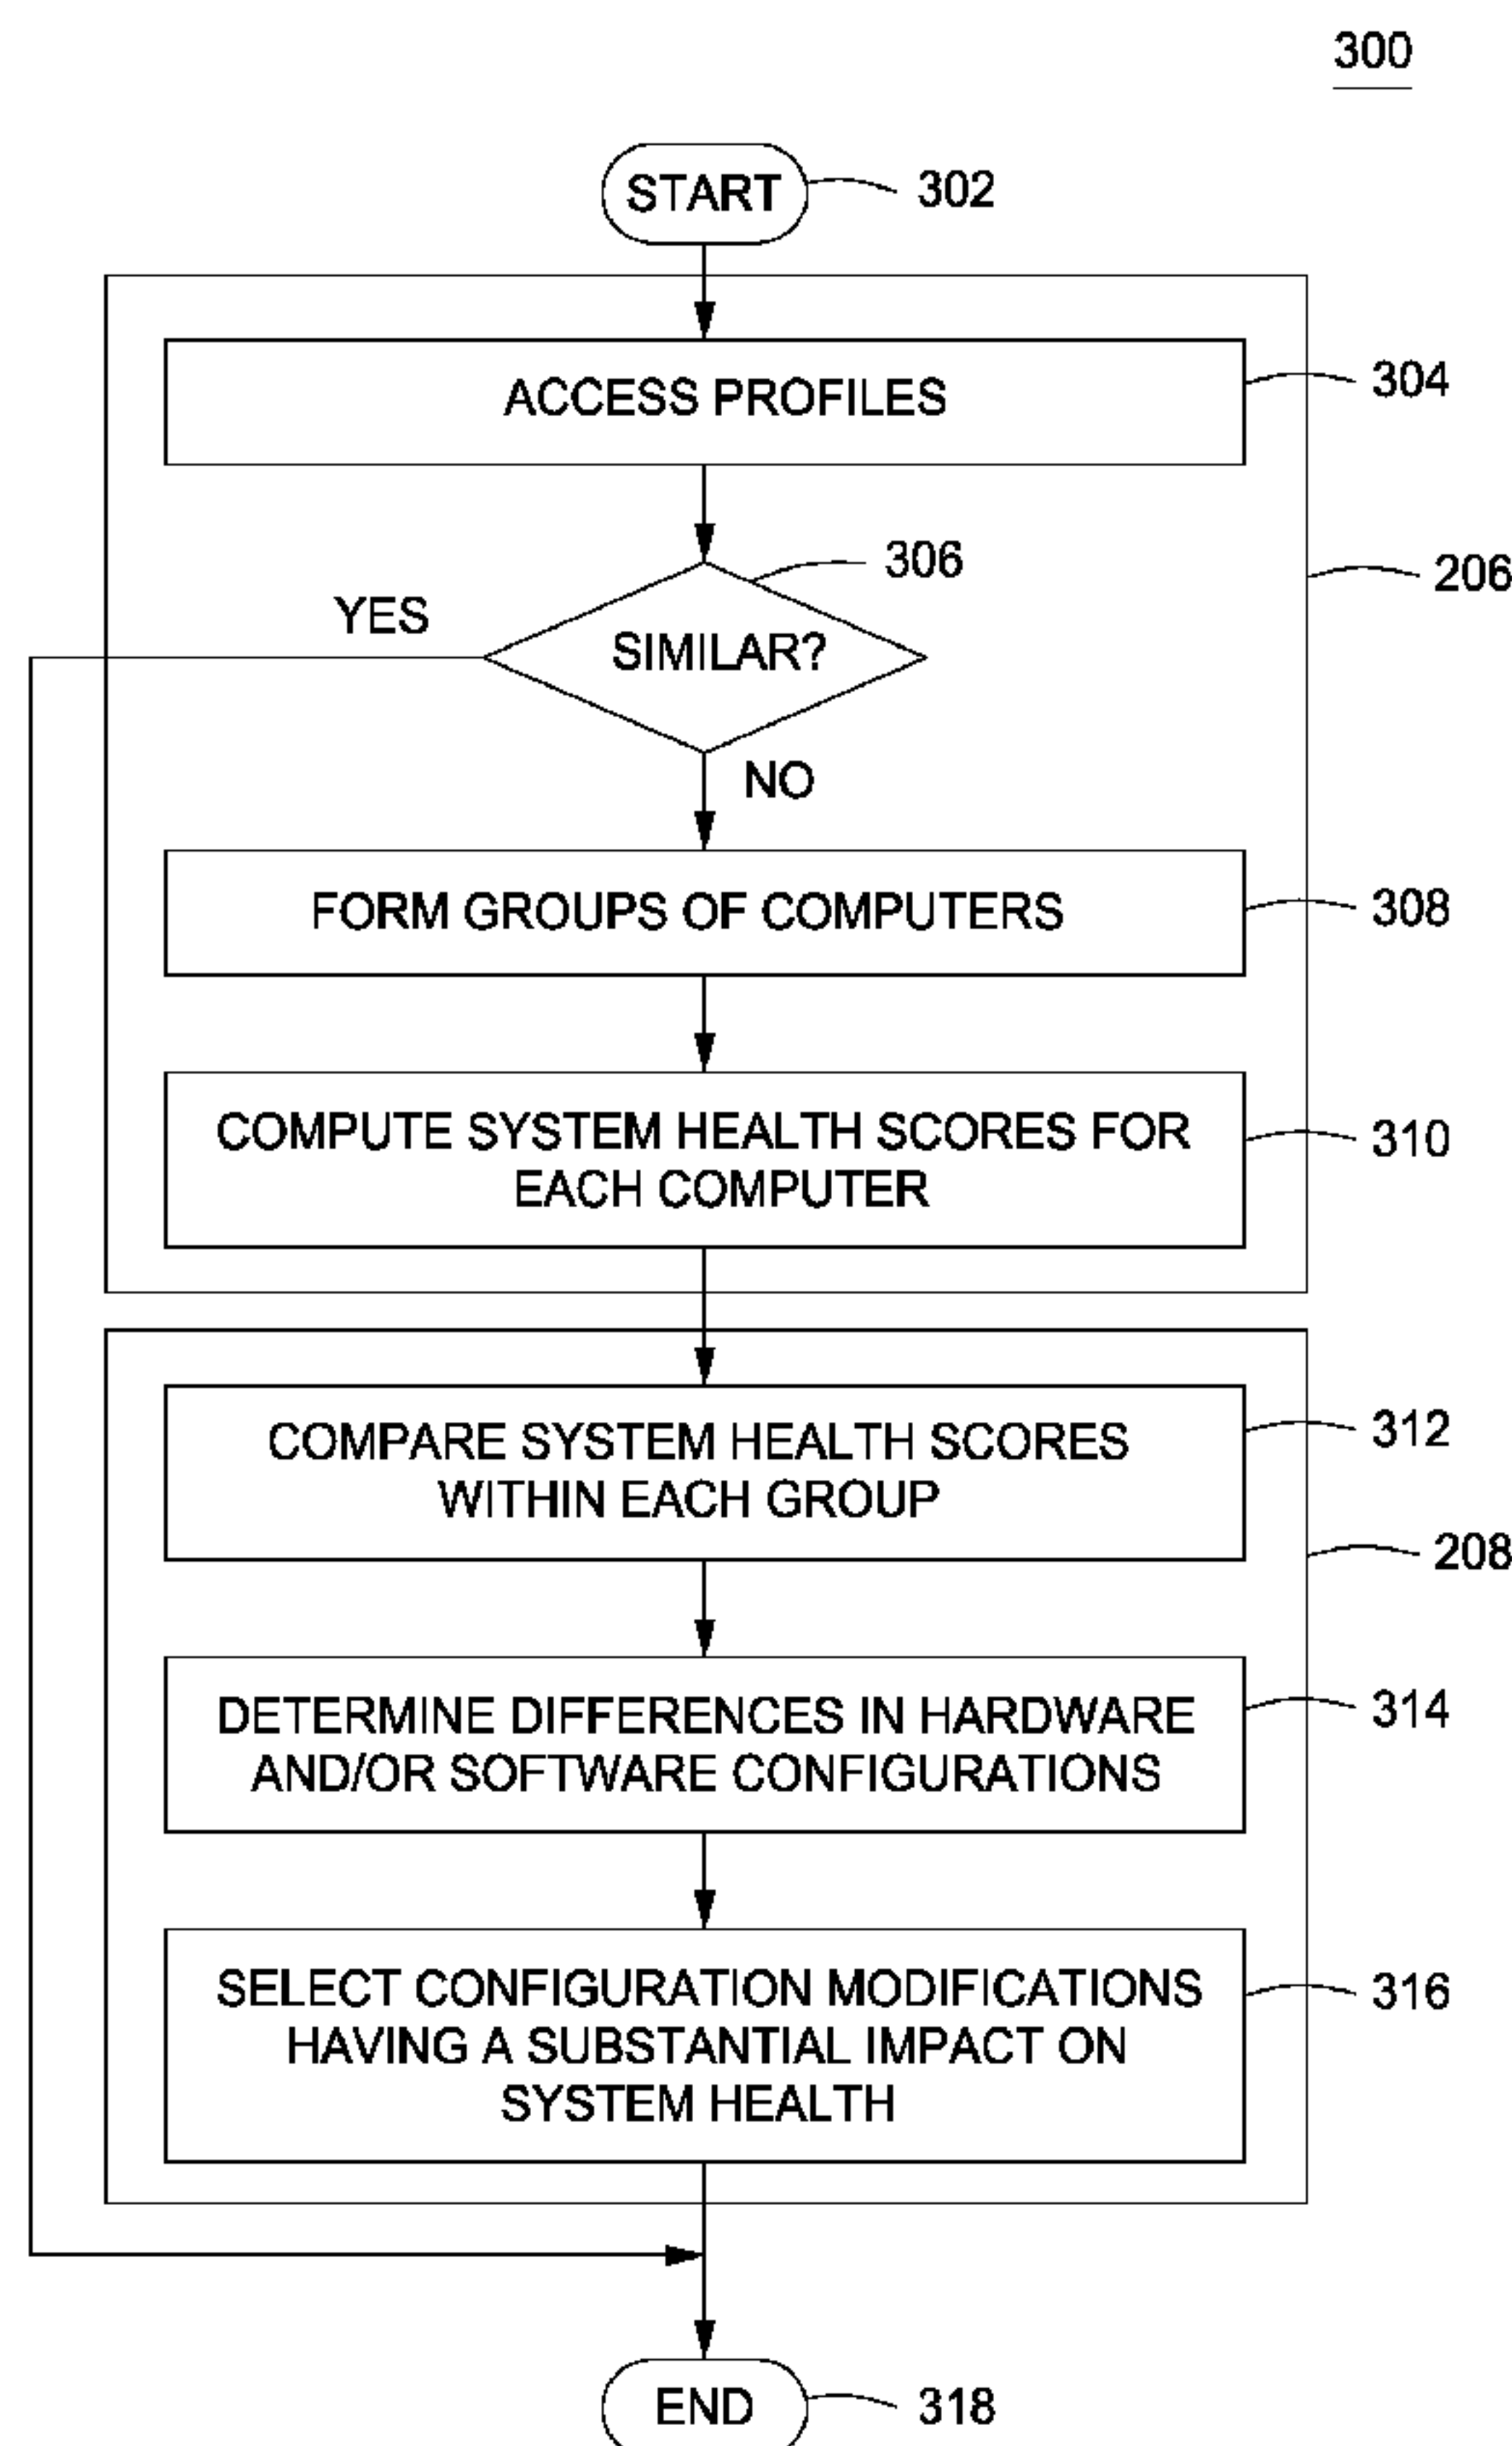 300
START
302
ACCESS PROFILES
304
306
206
YES
SIMILAR?
NO
FORM GROUPS OF COMPUTERS
308
COMPUTE SYSTEM HEALTH SCORES FOR
EACH COMPUTER
310
COMPARE SYSTEM HEALTH SCORES
WITHIN EACH GROUP
312
208
DETERMINE DIFFERENCES IN HARDWARE
AND/OR SOFTWARE CONFIGURATIONS
314
SELECT CONFIGURATION MODIFICATIONS
HAVING A SUBSTANTIAL IMPACT ON
SYSTEM HEALTH
316
END
318